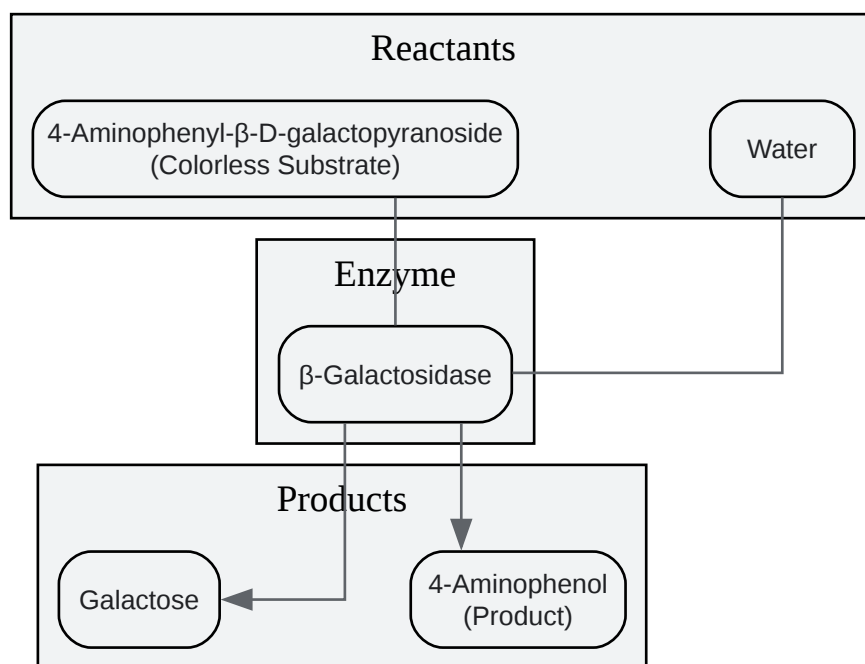 Reactants
4-Aminophenyl-β-D-galactopyranoside
(Colorless Substrate)
Water
Enzyme
β-Galactosidase
Products
Galactose
4-Aminophenol
(Product)